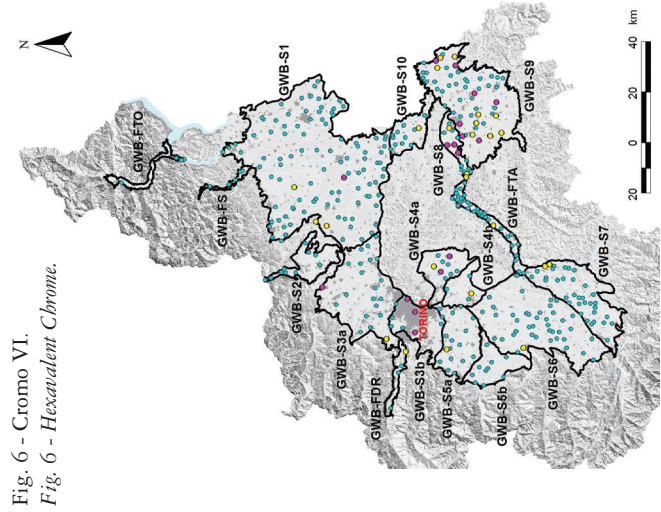 Fig. 6 - Cromo VI.
Fig. 6 - Hexavalent Chrome.
N
GWB-FTO
GWB-S1
GWB-FS
GWB-S2
GWB-S10
GWB-S3a
GWB-S4a
GWB-S8
GWB-S9
GWB-FDR
TORINO
GWB-S3b
GWB-S4b
GWB-FTA
GWB-S5a
GWB-S5b
GWB-S6
GWB-S7
20 0 20 40
km